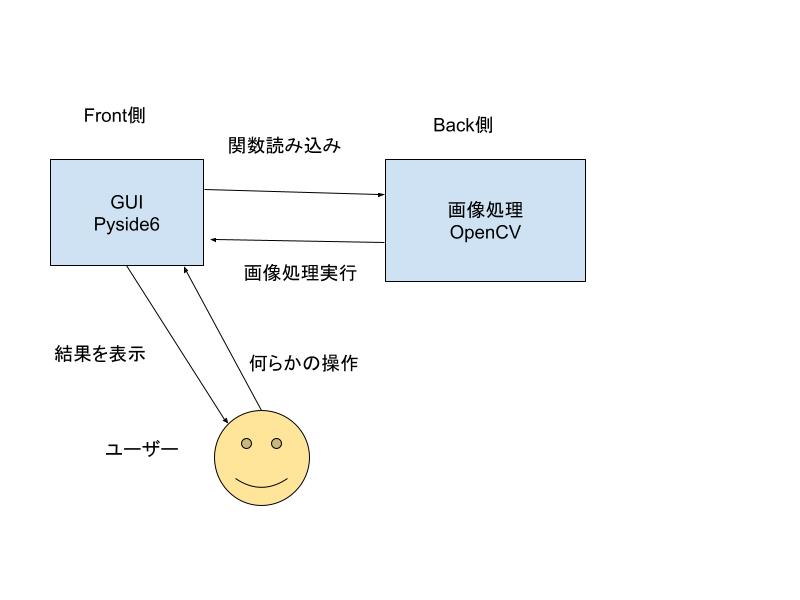 Front側
Back側
関数読み込み
GUI
Pyside6
画像処理
OpenCV
画像処理実行
結果を表示
何らかの操作
ユーザー